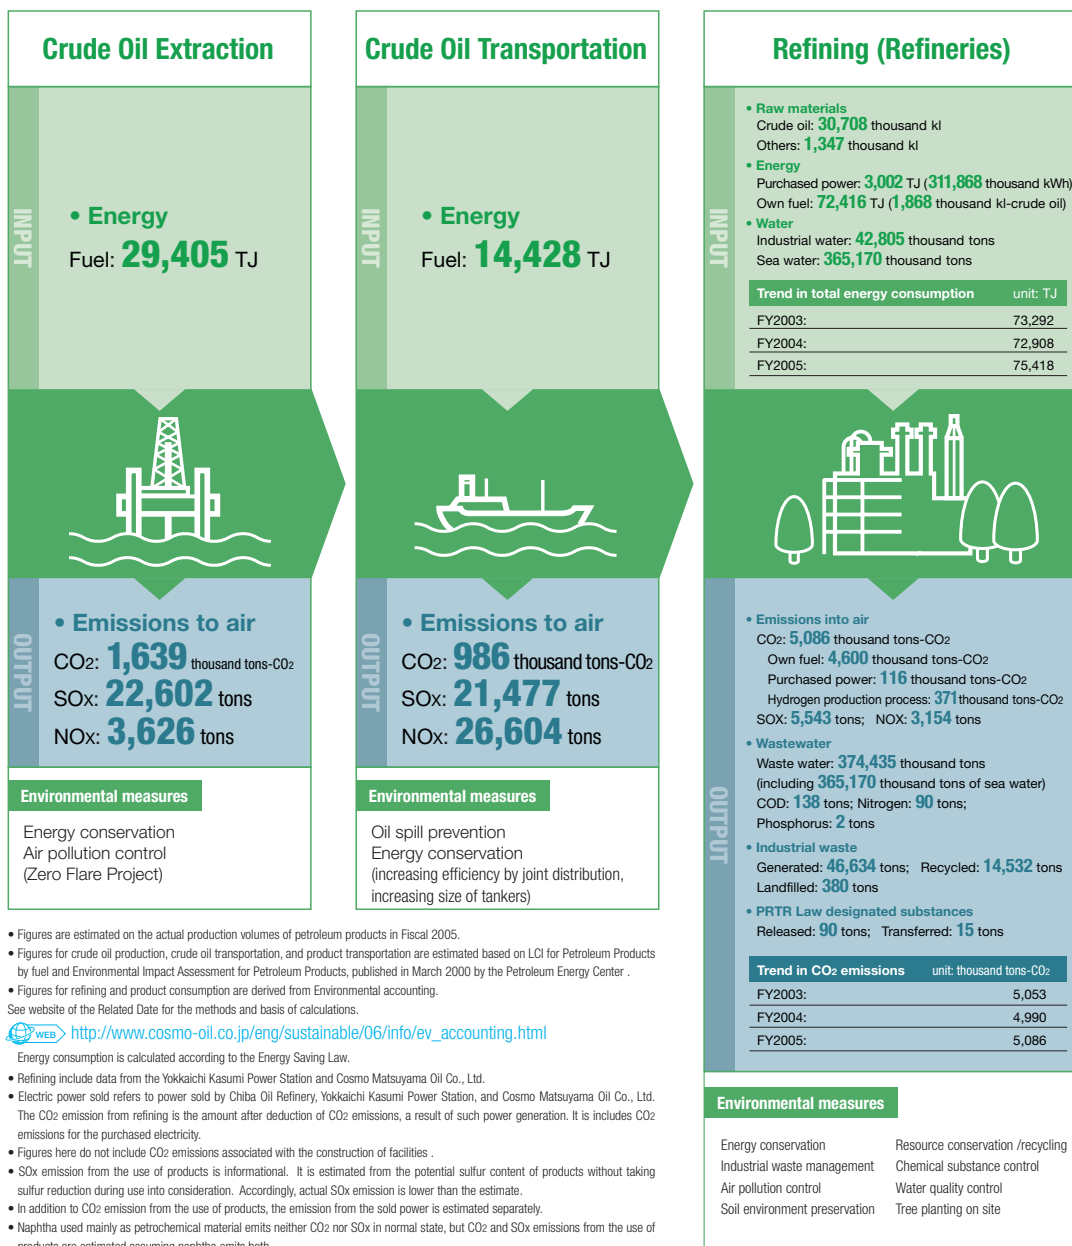 Crude Oil Extraction
INPUT
• Energy
Fuel: 29,405 TJ
OUTPUT
• Emissions to air
CO2: 1,639 thousand tons-CO2
SOx: 22,602 tons
NOx: 3,626 tons
Environmental measures
Energy conservation
Air pollution control
(Zero Flare Project)
Crude Oil Transportation
INPUT
• Energy
Fuel: 14,428 TJ
OUTPUT
• Emissions to air
CO2: 986 thousand tons-CO2
SOx: 21,477 tons
NOx: 26,604 tons
Environmental measures
Oil spill prevention
Energy conservation
(increasing efficiency by joint distribution,
increasing size of tankers)
Refining (Refineries)
INPUT
• Raw materials
Crude oil: 30,708 thousand kl
Others: 1,347 thousand kl
• Energy
Purchased power: 3,002 TJ (311,868 thousand kWh)
Own fuel: 72,416 TJ (1,868 thousand kl-crude oil)
• Water
Industrial water: 42,805 thousand tons
Sea water: 365,170 thousand tons
Trend in total energy consumption unit: TJ
FY2003: 73,292
FY2004: 72,908
FY2005: 75,418
OUTPUT
• Emissions into air
CO2: 5,086 thousand tons-CO2
Own fuel: 4,600 thousand tons-CO2
Purchased power: 116 thousand tons-CO2
Hydrogen production process: 371thousand tons-CO2
SOX: 5,543 tons; NOX: 3,154 tons
• Wastewater
Waste water: 374,435 thousand tons
(including 365,170 thousand tons of sea water)
COD: 138 tons; Nitrogen: 90 tons;
Phosphorus: 2 tons
• Industrial waste
Generated: 46,634 tons; Recycled: 14,532 tons
Landfilled: 380 tons
• PRTR Law designated substances
Released: 90 tons; Transferred: 15 tons
Trend in CO2 emissions unit: thousand tons-CO2
FY2003: 5,053
FY2004: 4,990
FY2005: 5,086
Environmental measures
Energy conservation Resource conservation /recycling
Industrial waste management Chemical substance control
Air pollution control Water quality control
Soil environment preservation Tree planting on site
• Figures are estimated on the actual production volumes of petroleum products in Fiscal 2005.
• Figures for crude oil production, crude oil transportation, and product transportation are estimated based on LCI for Petroleum Products
by fuel and Environmental Impact Assessment for Petroleum Products, published in March 2000 by the Petroleum Energy Center .
• Figures for refining and product consumption are derived from Environmental accounting.
See website of the Related Date for the methods and basis of calculations.
WEB http://www.cosmo-oil.co.jp/eng/sustainable/06/info/ev_accounting.html
Energy consumption is calculated according to the Energy Saving Law.
• Refining include data from the Yokkaichi Kasumi Power Station and Cosmo Matsuyama Oil Co., Ltd.
• Electric power sold refers to power sold by Chiba Oil Refinery, Yokkaichi Kasumi Power Station, and Cosmo Matsuyama Oil Co., Ltd.
The CO2 emission from refining is the amount after deduction of CO2 emissions, a result of such power generation. It is includes CO2
emissions for the purchased electricity.
• Figures here do not include CO2 emissions associated with the construction of facilities .
• SOx emission from the use of products is informational. It is estimated from the potential sulfur content of products without taking
sulfur reduction during use into consideration. Accordingly, actual SOx emission is lower than the estimate.
• In addition to CO2 emission from the use of products, the emission from the sold power is estimated separately.
• Naphtha used mainly as petrochemical material emits neither CO2 nor SOx in normal state, but CO2 and SOx emissions from the use of
products are estimated assuming naphtha emits both.